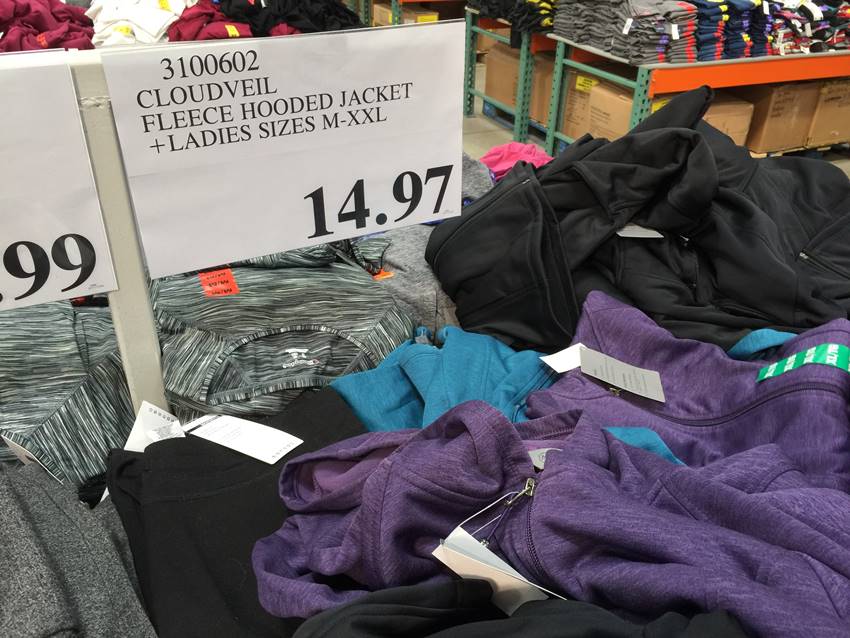 3100602
CLOUDVEIL
FLEECE HOODED JACKET
+LADIES SIZES M-XXL
14.97
.99